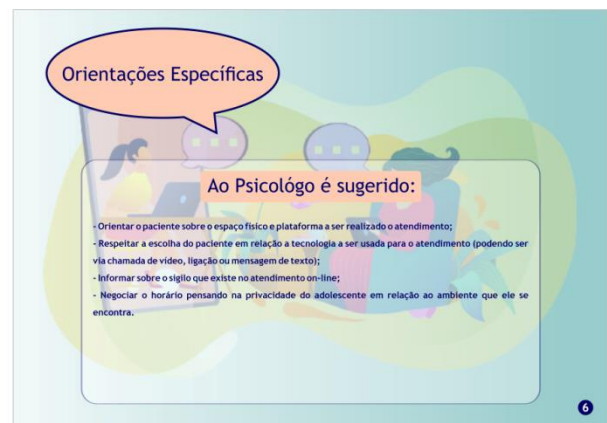 Orientações Específicas
Ao Psicológo é sugerido:
- Orientar o paciente sobre o espaço físico e plataforma a ser realizado o atendimento;
- Respeitar a escolha do paciente em relação a tecnologia a ser usada para o atendimento (podendo ser
via chamada de vídeo, ligação ou mensagem de texto);
- Informar sobre o sigilo que existe no atendimento on-line;
- Negociar o horário pensando na privacidade do adolescente em relação ao ambiente que ele se
encontra.
6